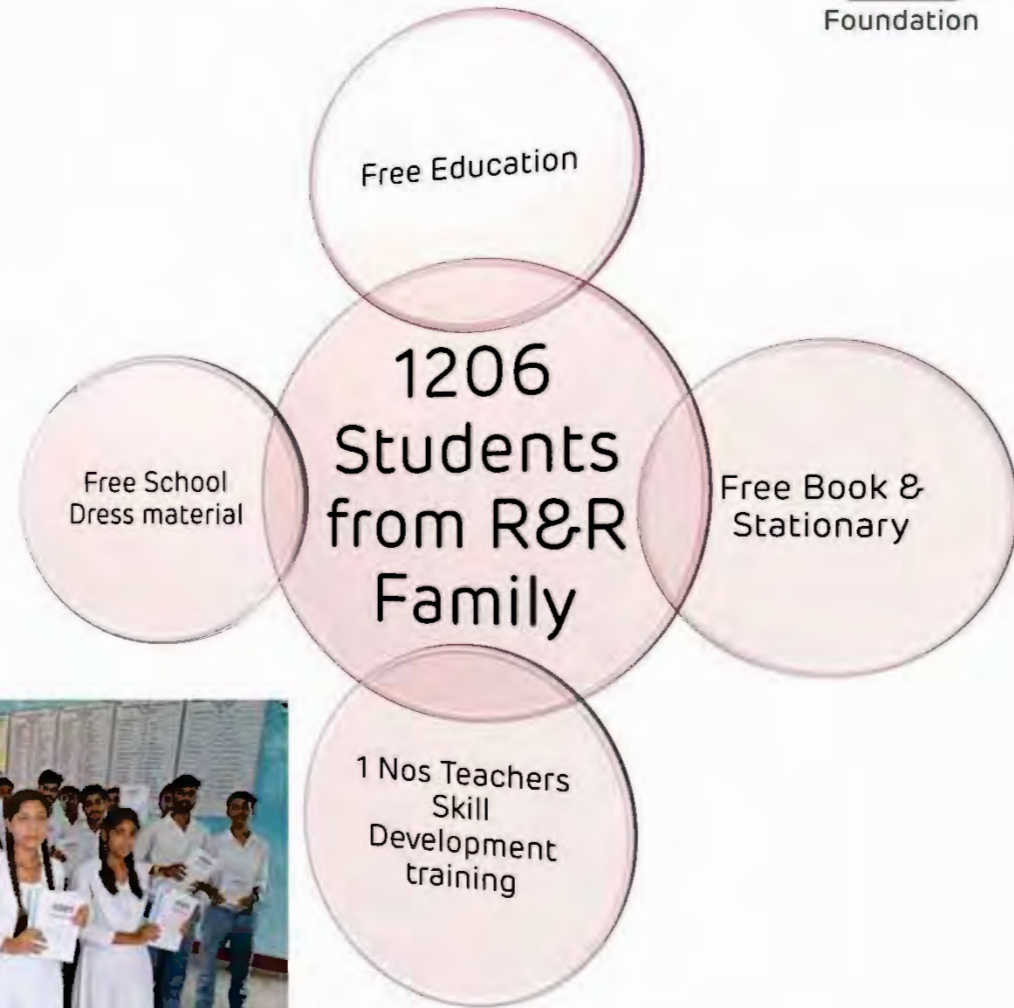 Foundation
Free Education
1206
Students
from R&R
Family
Free School
Dress material
Free Book &
Stationary
1 Nos Teachers
Skill
Development
training